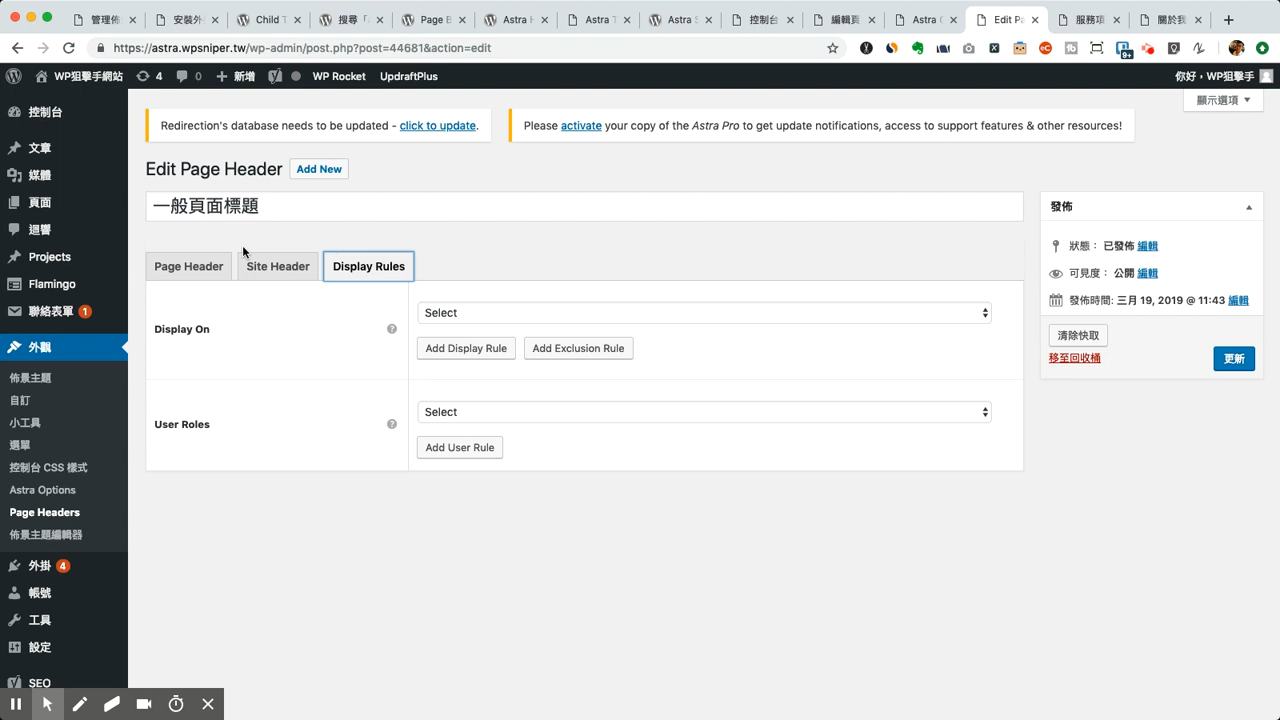 管理佈
安裝外
Child T
搜尋「
Page B
Astra H
Astra T
Astra S
控制台
編輯頁
Astra C
Edit Pa
服務項
關於我
https://astra.wpsniper.tw/wp-admin/post.php?post=44681&action=edit
9+
WP狙擊手網站
4
0
新增
WP Rocket
UpdraftPlus
你好，WP狙擊手
顯示選項
控制台
文章
媒體
頁面
迴響
Projects
Flamingo
聯絡表單 1
外觀
佈景主題
自訂
小工具
選單
控制台 CSS 樣式
Astra Options
Page Headers
佈景主題編輯器
外掛 4
帳號
工具
設定
SEO
Redirection's database needs to be updated - click to update.
Please activate your copy of the Astra Pro to get update notifications, access to support features & other resources!
Edit Page Header Add New
一般頁面標題
Page Header
Site Header
Display Rules
Display On
Select
Add Display Rule
Add Exclusion Rule
User Roles
Select
Add User Rule
發佈
狀態： 已發佈 編輯
可見度： 公開 編輯
發佈時間: 三月 19, 2019 @ 11:43 編輯
清除快取
移至回收桶
更新